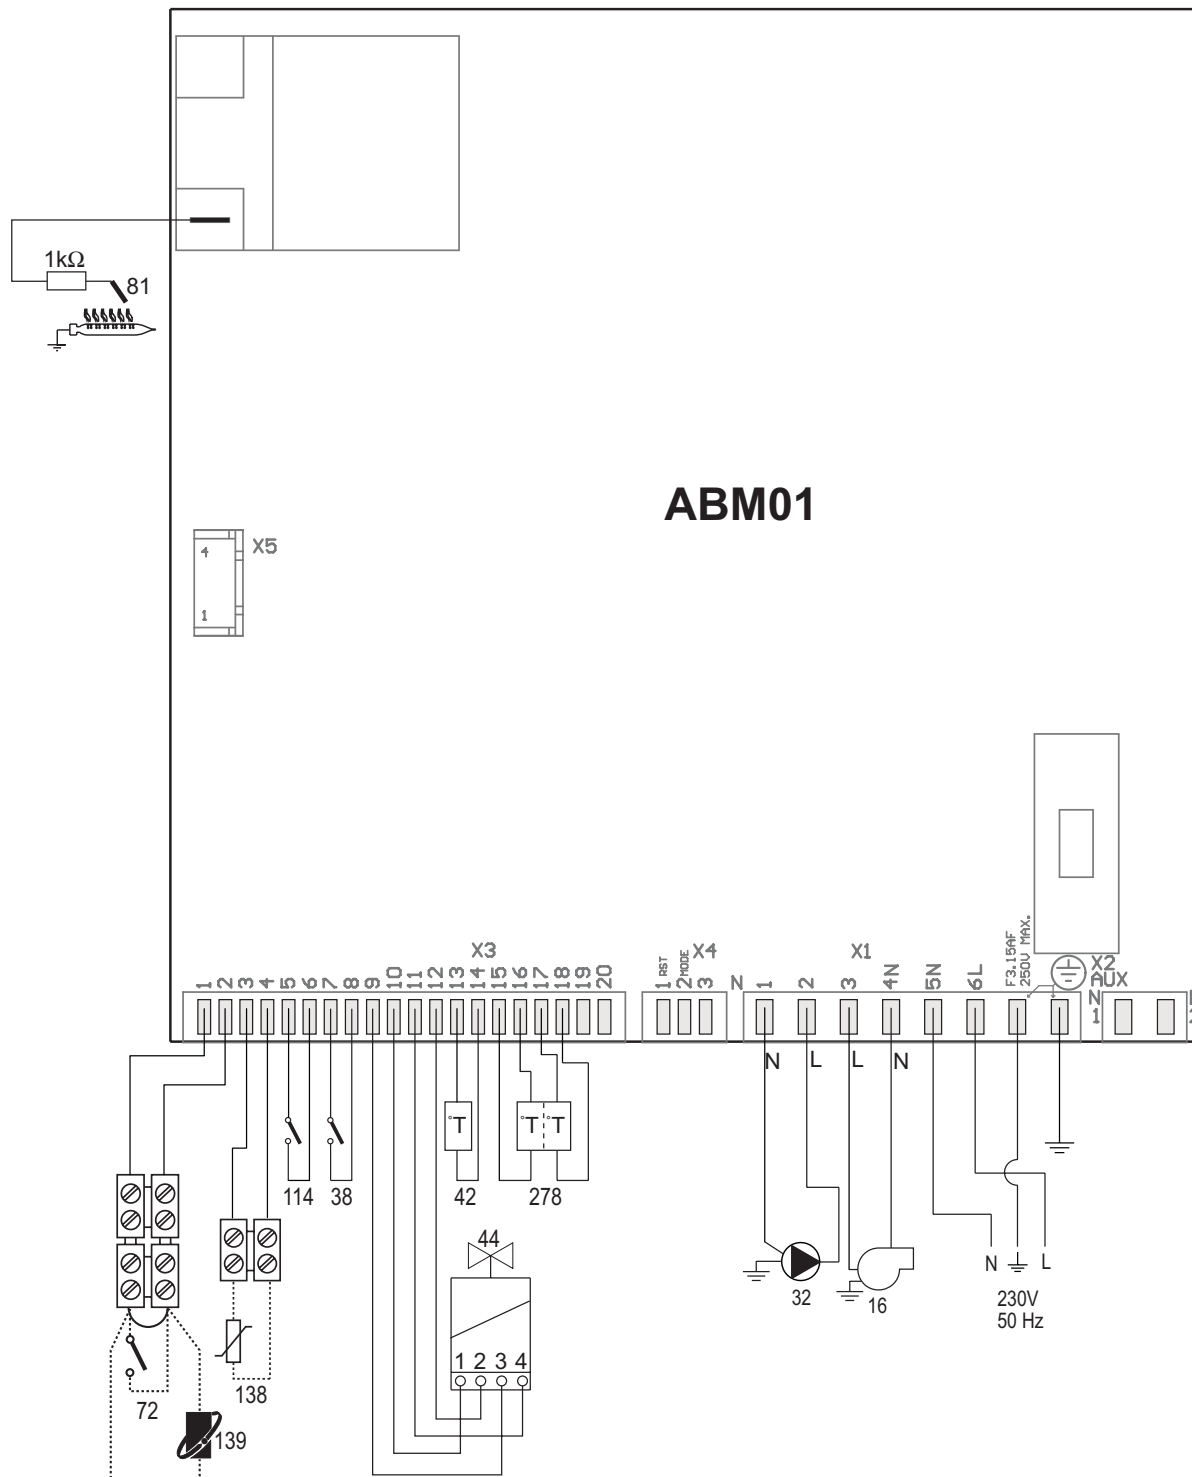 1kΩ
81
ABM01
X5
4
1
F3.15AF
250V MAX.
X3
X4
X1
X2
AUX
1 2 3 4 5 6 7 8 9 10 11 12 13 14 15 16 17 18 19 20
1 RST
2 MODE
3
N
1 2 3 4N 5N 6L
N
1
2
N L L N
°T °T °T
114 38 42 278
44
1 2 3 4
32
16
N L
230V
50 Hz
72
138
139